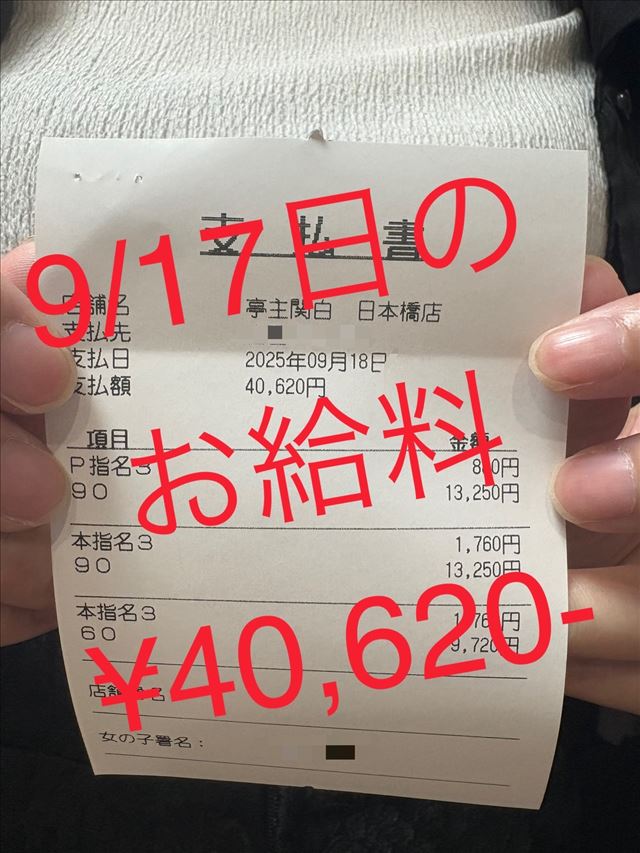 支払書
9/17日の
店舗名 亭主関白 日本橋店
支払先
支払日 2025年09月18日
支払額 40,620円
お給料
項目 金額
P指名3 880円
90 13,250円
本指名3 1,760円
90 13,250円
本指名3 1,760円
60 9,720円
¥40,620-
女の子署名: